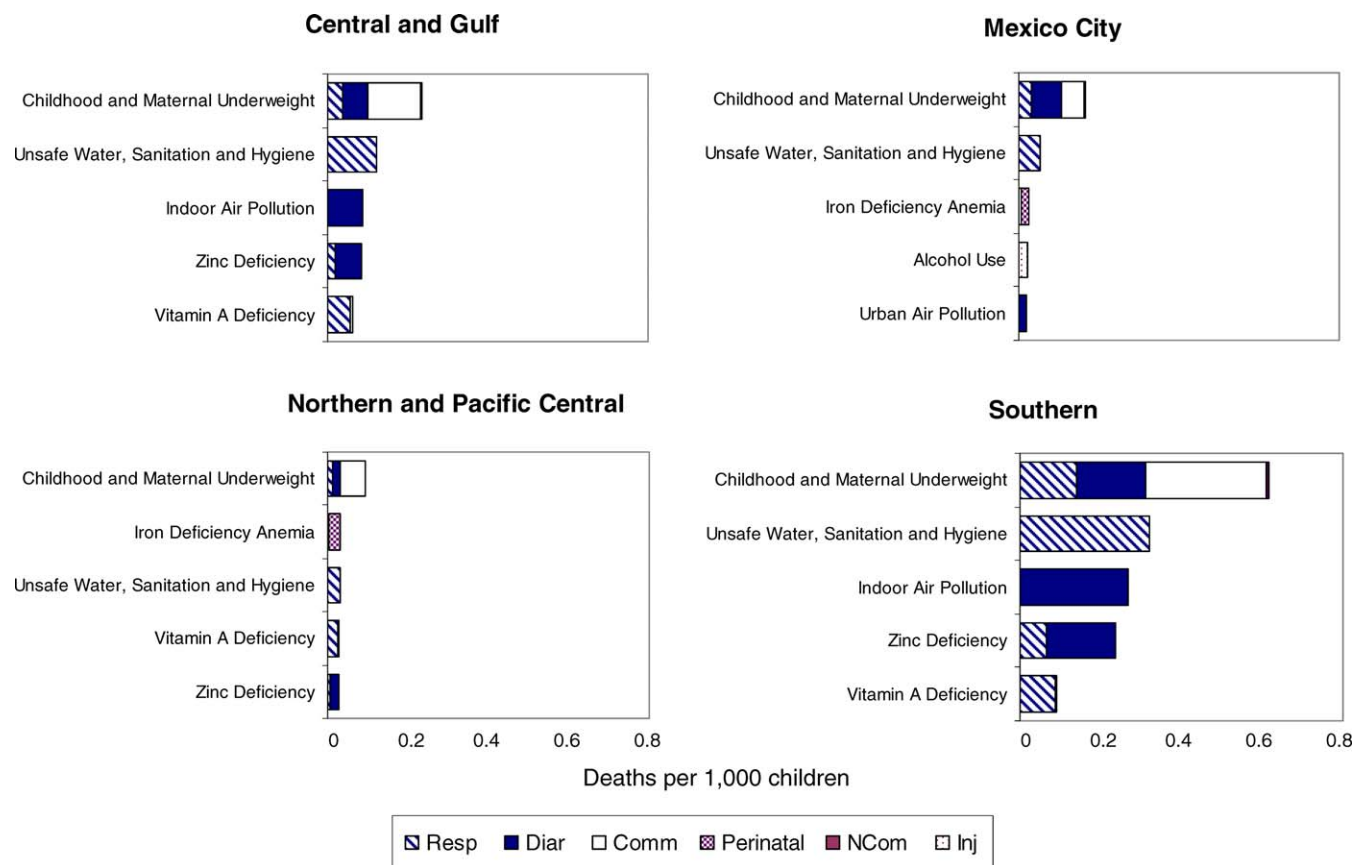 Central and Gulf
Childhood and Maternal Underweight
Unsafe Water, Sanitation and Hygiene
Indoor Air Pollution
Zinc Deficiency
Vitamin A Deficiency
Mexico City
Childhood and Maternal Underweight
Unsafe Water, Sanitation and Hygiene
Iron Deficiency Anemia
Alcohol Use
Urban Air Pollution
Northern and Pacific Central
Childhood and Maternal Underweight
Iron Deficiency Anemia
Unsafe Water, Sanitation and Hygiene
Vitamin A Deficiency
Zinc Deficiency
0 0.2 0.4 0.6 0.8
Southern
Childhood and Maternal Underweight
Unsafe Water, Sanitation and Hygiene
Indoor Air Pollution
Zinc Deficiency
Vitamin A Deficiency
0 0.2 0.4 0.6 0.8
Deaths per 1,000 children
Resp Diar Comm Perinatal NCom Inj